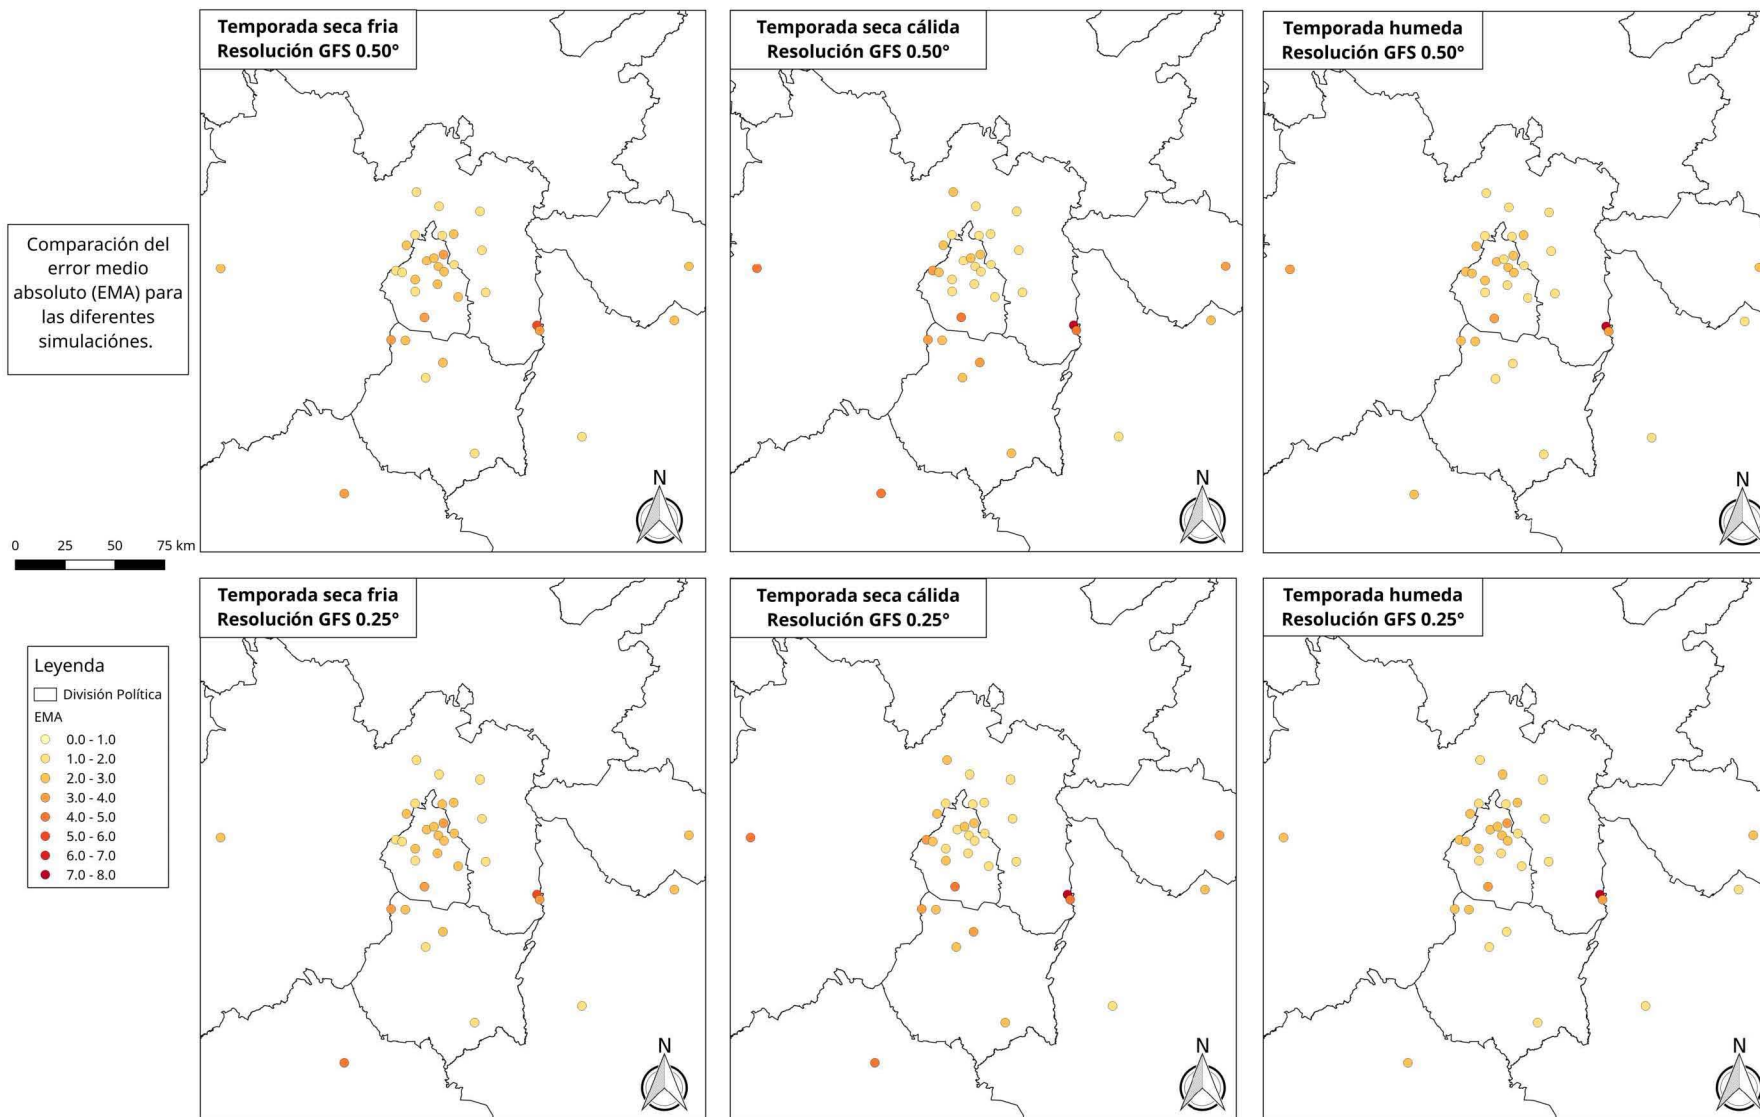 Temporada seca fria
Resolución GFS 0.50°
Temporada seca cálida
Resolución GFS 0.50°
Temporada humeda
Resolución GFS 0.50°
Comparación del
error medio
absoluto (EMA) para
las diferentes
simulaciónes.
N
N
N
0 25 50 75 km
Temporada seca fria
Resolución GFS 0.25°
Temporada seca cálida
Resolución GFS 0.25°
Temporada humeda
Resolución GFS 0.25°
Leyenda
División Política
EMA
0.0 - 1.0
1.0 - 2.0
2.0 - 3.0
3.0 - 4.0
4.0 - 5.0
5.0 - 6.0
6.0 - 7.0
7.0 - 8.0
N
N
N